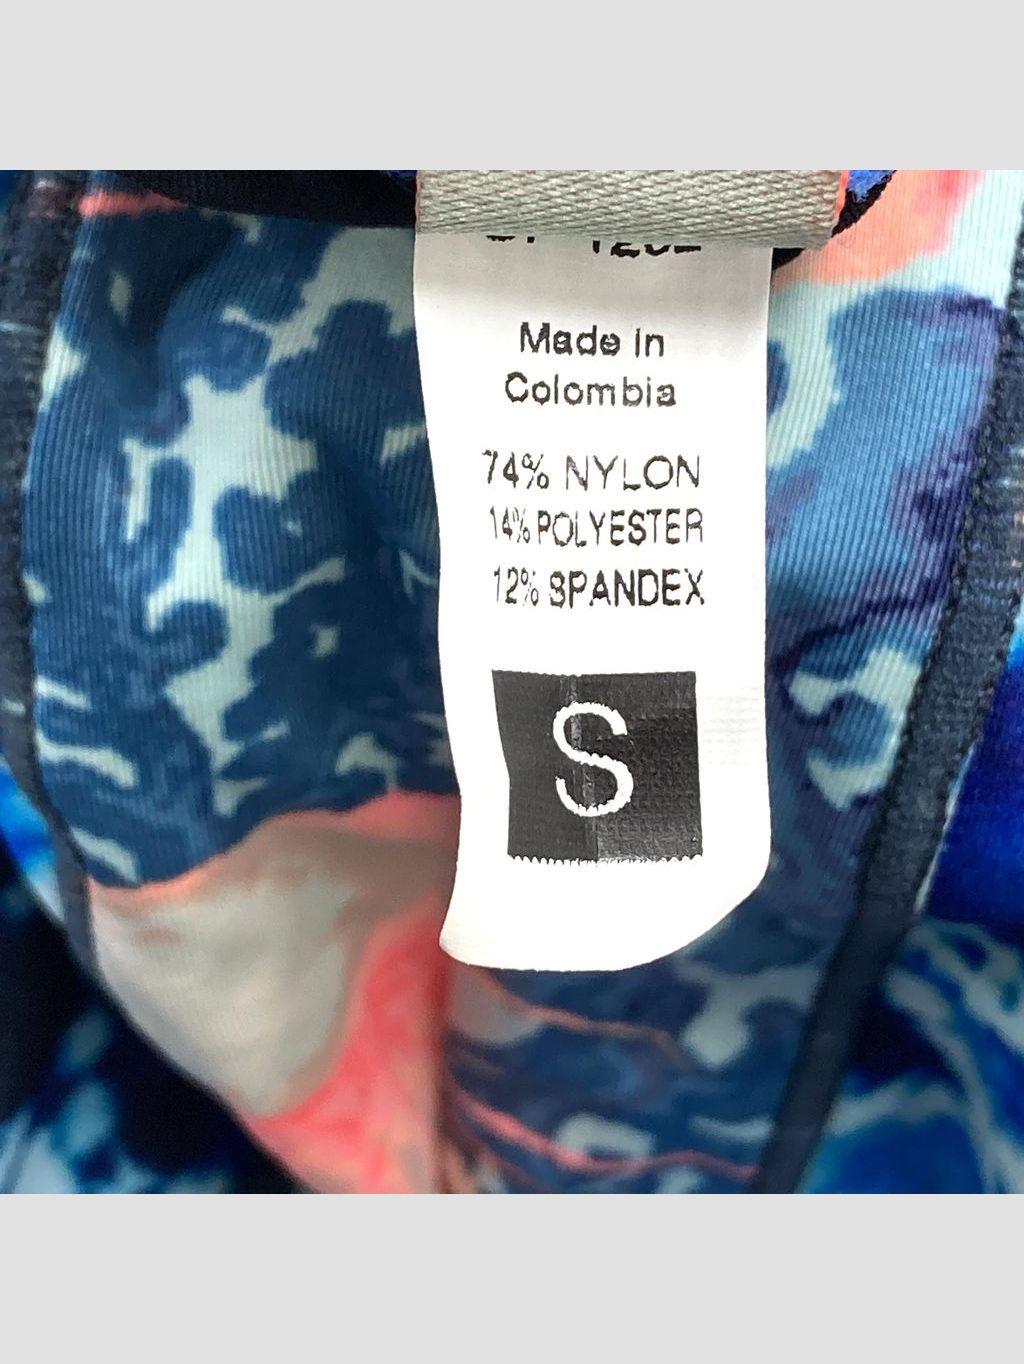 Made in
Colombia
74% NYLON
14% POLYESTER
12% SPANDEX
S